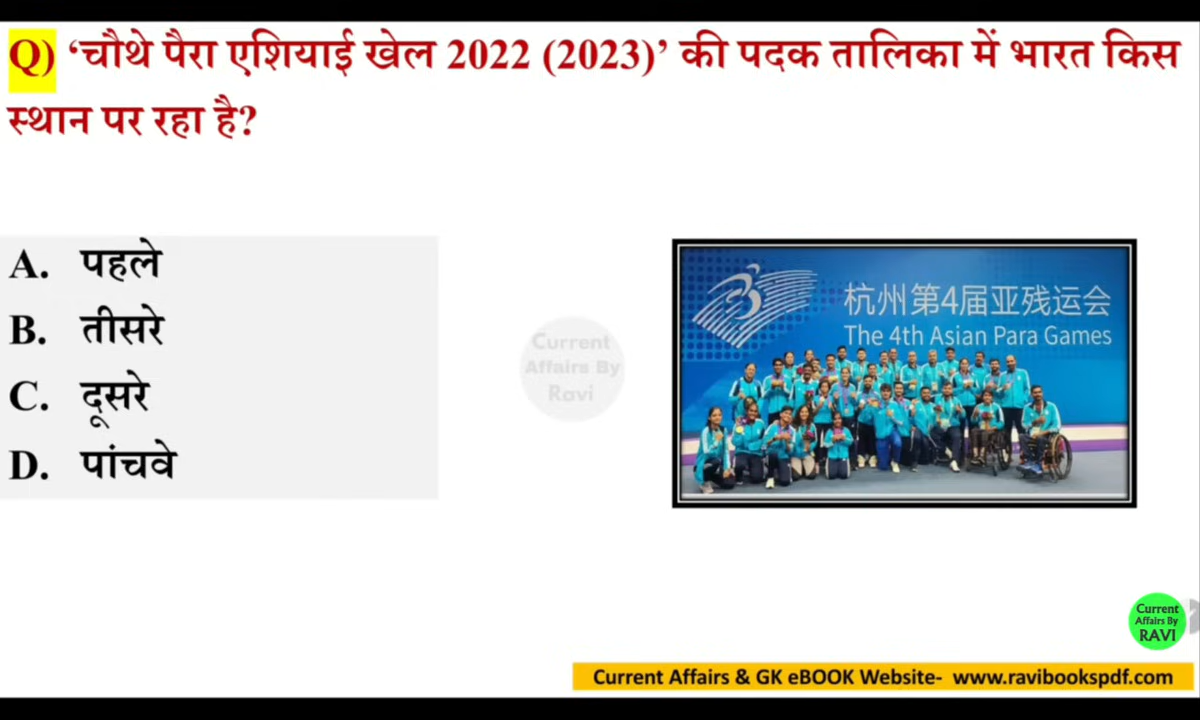 Q) ‘चौथे पैरा एशियाई खेल 2022 (2023)’ की पदक तालिका में भारत किस
स्थान पर रहा है?
A. पहले
B. तीसरे
C. दूसरे
D. पांचवे
杭州第4届亚残运会
The 4th Asian Para Games
Current
Affairs By
Ravi
Current
Affairs By
RAVI
Current Affairs & GK eBOOK Website- www.ravibookspdf.com